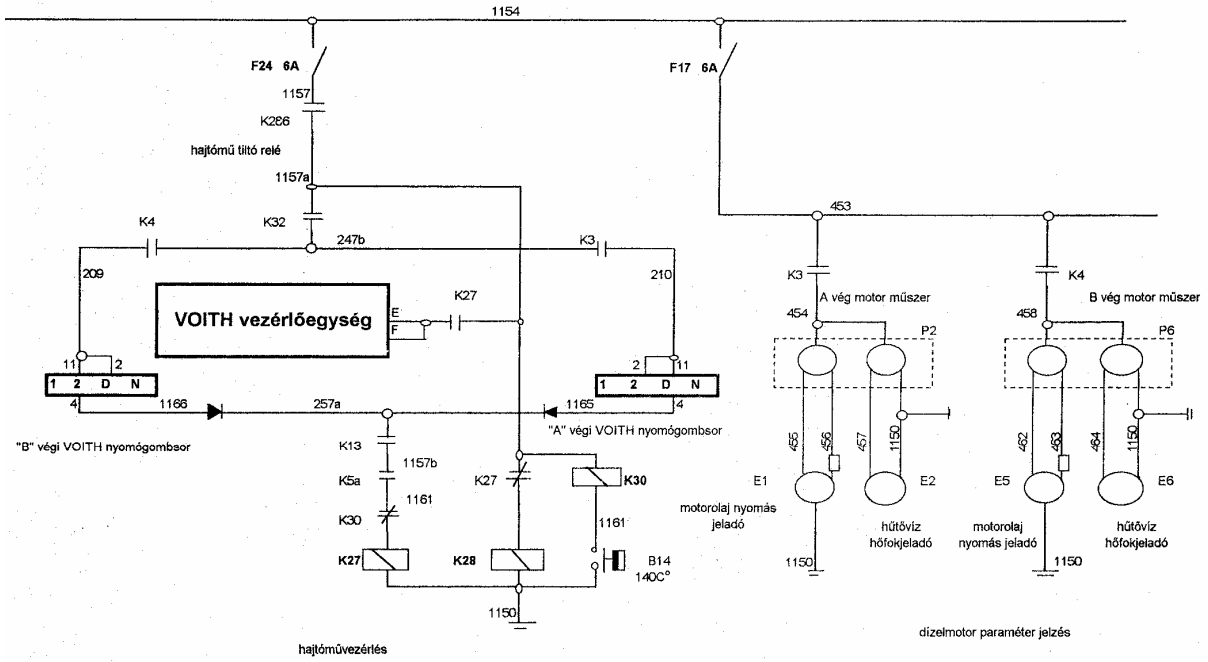 1154
F24 6A
F17 6A
1157
K286
hajtómű tiltó relé
1157a
K32
K4
247b
K3
453
209
210
K3
K4
A vég motor műszer
B vég motor műszer
VOITH vezérlőegység
E
F
K27
454
458
P2
P6
11
2
1 2 D N
4
2
11
1 2 D N
4
1166
257a
1165
"B" végi VOITH nyomógombsor
"A" végi VOITH nyomógombsor
K13
1157b
K5a
1161
K30
K27
K27
K28
K30
1161
B14
140C°
1150
455
456
457
1150
462
463
464
1150
E1
E2
E5
E6
motorolaj nyomás
jeladó
hűtővíz
hőfokjeladó
motorolaj
nyomás jeladó
hűtővíz
hőfokjeladó
1150
1150
hajtóművezérlés
dízelmotor paraméter jelzés